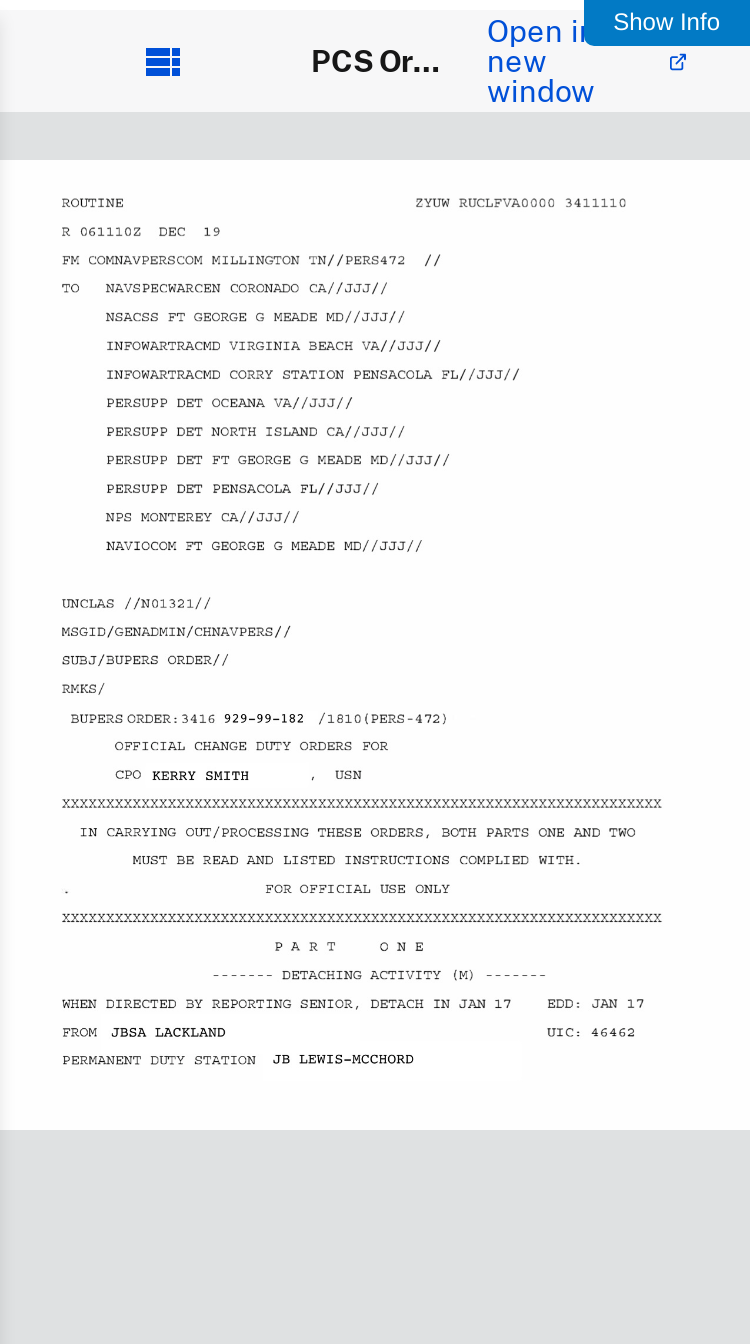 Show Info
PCS Or...
Open
new
window
ROUTINE ZYUW RUCLFVA0000 3411110
R 061110Z DEC 19
FM COMNAVPERSCOM MILLINGTON TN//PERS472 //
TO NAVSPECWARCEN CORONADO CA//JJJ//
NSACSS FT GEORGE G MEADE MD//JJJ//
INFOWARTRACMD VIRGINIA BEACH VA//JJJ//
INFOWARTRACMD CORRY STATION PENSACOLA FL//JJJ//
PERSUPP DET OCEANA VA//JJJ//
PERSUPP DET NORTH ISLAND CA//JJJ//
PERSUPP DET FT GEORGE G MEADE MD//JJJ//
PERSUPP DET PENSACOLA FL//JJJ//
NPS MONTEREY CA//JJJ//
NAVIOCOM FT GEORGE G MEADE MD//JJJ//
UNCLAS //N01321//
MSGID/GENADMIN/CHNAVPERS//
SUBJ/BUPERS ORDER//
RMKS/
BUPERS ORDER:3416 929-99-182 /1810(PERS-472)
OFFICIAL CHANGE DUTY ORDERS FOR
CPO KERRY SMITH , USN
XXXXXXXXXXXXXXXXXXXXXXXXXXXXXXXXXXXXXXXXXXXXXXXXXXXXXXXXXXXXXXXXXXXX
IN CARRYING OUT/PROCESSING THESE ORDERS, BOTH PARTS ONE AND TWO
MUST BE READ AND LISTED INSTRUCTIONS COMPLIED WITH.
. FOR OFFICIAL USE ONLY
XXXXXXXXXXXXXXXXXXXXXXXXXXXXXXXXXXXXXXXXXXXXXXXXXXXXXXXXXXXXXXXXXXXX
P A R T O N E
------- DETACHING ACTIVITY (M) -------
WHEN DIRECTED BY REPORTING SENIOR, DETACH IN JAN 17 EDD: JAN 17
FROM JBSA LACKLAND UIC: 46462
PERMANENT DUTY STATION JB LEWIS-MCCHORD